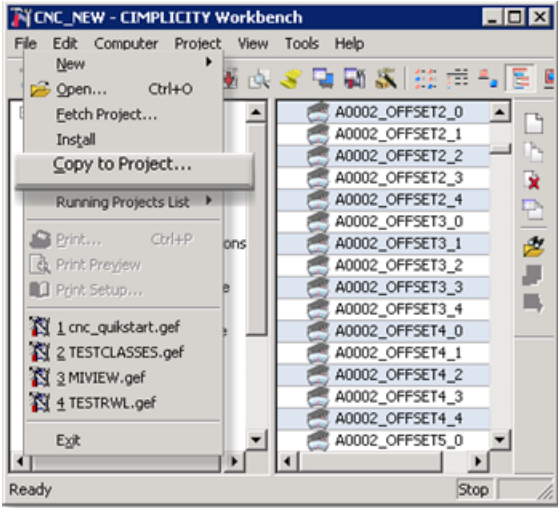 CNC_NEW - CIMPLICITY Workbench
File Edit Computer Project View Tools Help
New
Open... Ctrl+O
Fetch Project...
Install
Copy to Project...
Running Projects List
Print... Ctrl+P
Print Preview
Print Setup...
1 cnc_quikstart.gef
2 TESTCLASSES.gef
3 MIVIEW.gef
4 TESTRWL.gef
Exit
ons
e
e
A0002_OFFSET2_0
A0002_OFFSET2_1
A0002_OFFSET2_2
A0002_OFFSET2_3
A0002_OFFSET2_4
A0002_OFFSET3_0
A0002_OFFSET3_1
A0002_OFFSET3_2
A0002_OFFSET3_3
A0002_OFFSET3_4
A0002_OFFSET4_0
A0002_OFFSET4_1
A0002_OFFSET4_2
A0002_OFFSET4_3
A0002_OFFSET4_4
A0002_OFFSET5_0
Ready
Stop